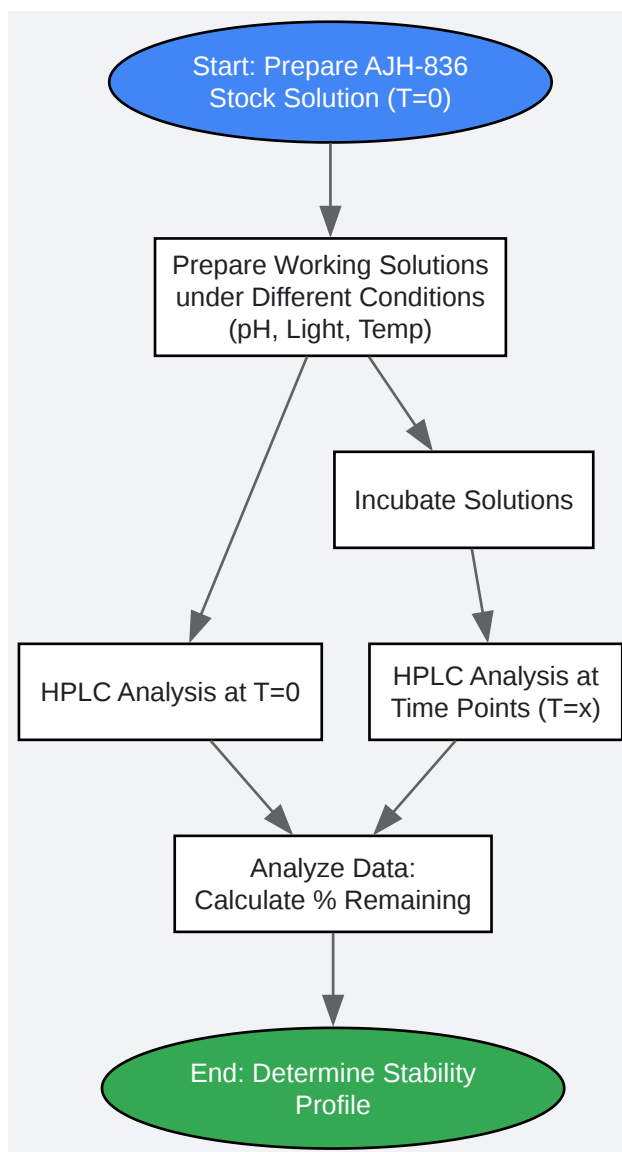 Start: Prepare AJH-836
Stock Solution (T=0)
Prepare Working Solutions
under Different Conditions
(pH, Light, Temp)
Incubate Solutions
HPLC Analysis at T=0
HPLC Analysis at
Time Points (T=x)
Analyze Data:
Calculate % Remaining
End: Determine Stability
Profile